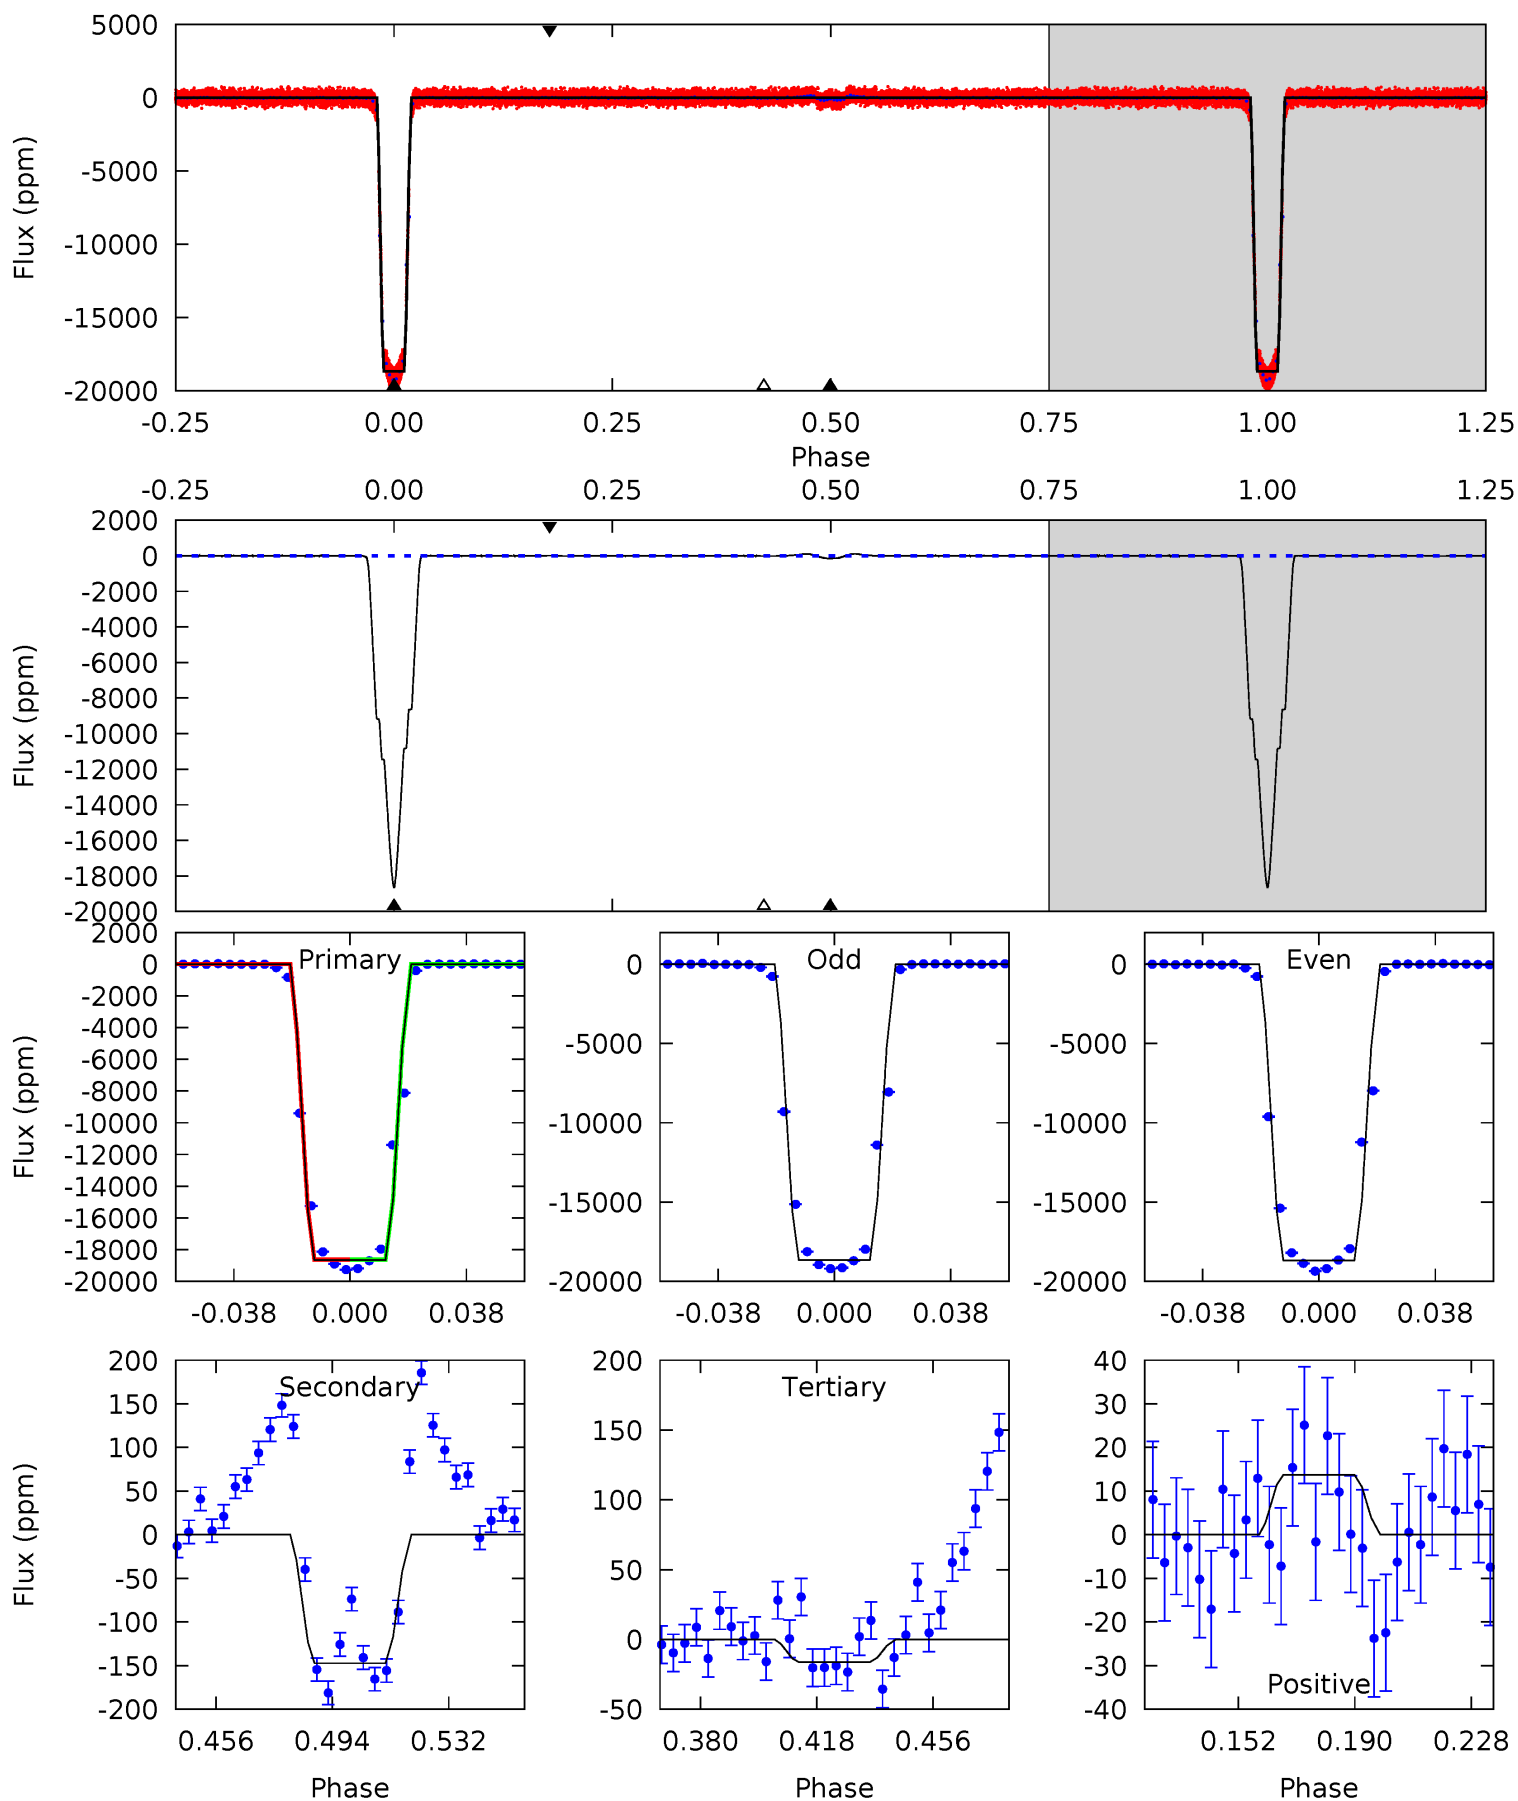 5000
0
-5000
-10000
-15000
-20000
Flux (ppm)
-0.25 0.00 0.25 0.50 0.75 1.00 1.25
Phase
-0.25 0.00 0.25 0.50 0.75 1.00 1.25
2000
0
-2000
-4000
-6000
-8000
-10000
-12000
-14000
-16000
-18000
-20000
Flux (ppm)
Primary
2000
0
-2000
-4000
-6000
-8000
-10000
-12000
-14000
-16000
-18000
-20000
Flux (ppm)
-0.038 0.000 0.038
Odd
0
-5000
-10000
-15000
-20000
-0.038 0.000 0.038
Even
0
-5000
-10000
-15000
-20000
-0.038 0.000 0.038
Secondary
200
150
100
50
0
-50
-100
-150
-200
Flux (ppm)
0.456 0.494 0.532
Phase
Tertiary
200
150
100
50
0
-50
0.380 0.418 0.456
Phase
40
30
20
10
0
-10
-20
-30
-40
Positive
0.152 0.190 0.228
Phase